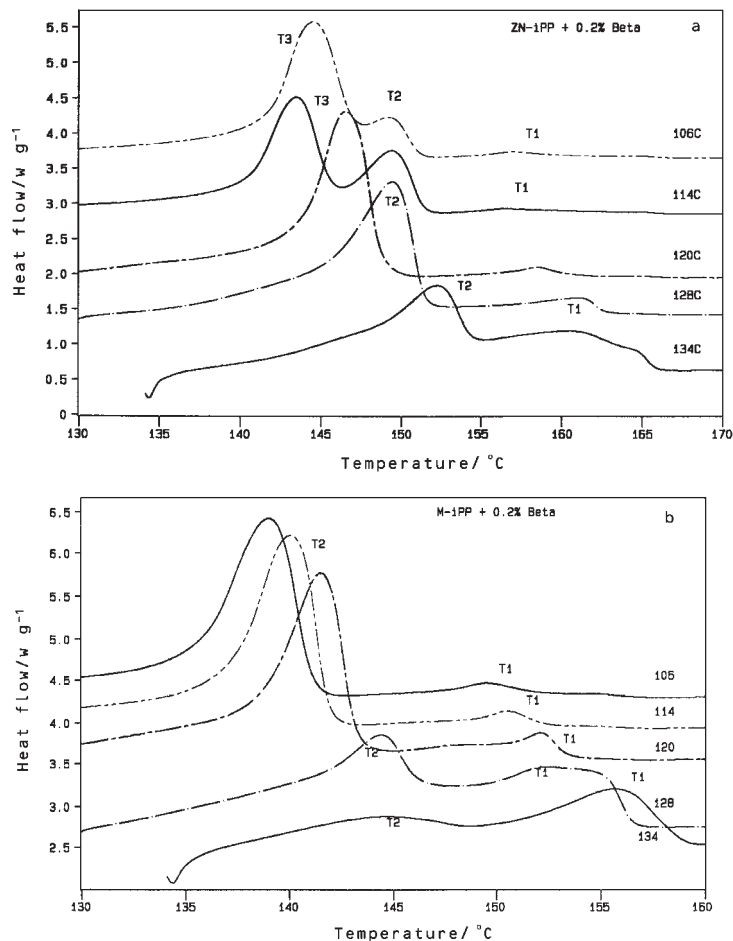 ZN-iPP + 0.2% Beta
a
5.5
5.0
4.5
4.0
3.5
3.0
2.5
2.0
1.5
1.0
0.5
0
Heat flow/w g⁻¹
T3
T2
T1
106C
T3
T1
114C
T2
120C
T2
128C
T1
134C
130
135
140
145
150
155
160
165
170
Temperature/ °C
M-iPP + 0.2% Beta
b
6.5
6.0
5.5
5.0
4.5
4.0
3.5
3.0
2.5
Heat flow/w g⁻¹
T2
T1
105
T1
114
T1
120
T2
T1
T1
128
T2
134
130
135
140
145
150
155
160
Temperature/ °C